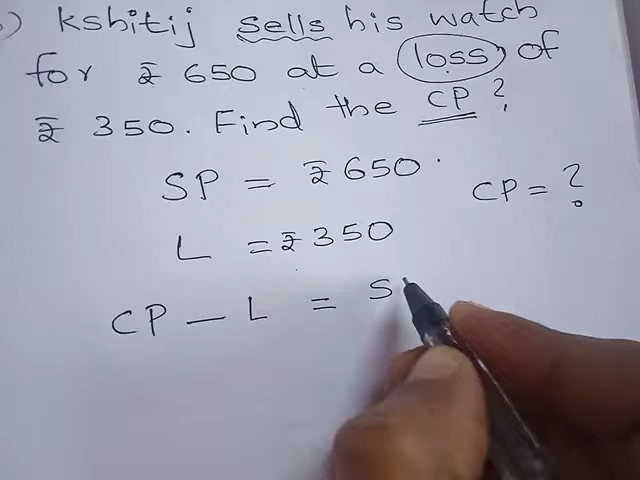 ) Kshitij sells his watch
for ₹ 650 at a loss of
₹ 350. Find the CP ?
SP = ₹ 650.
CP = ?
L = ₹ 350
CP - L = S